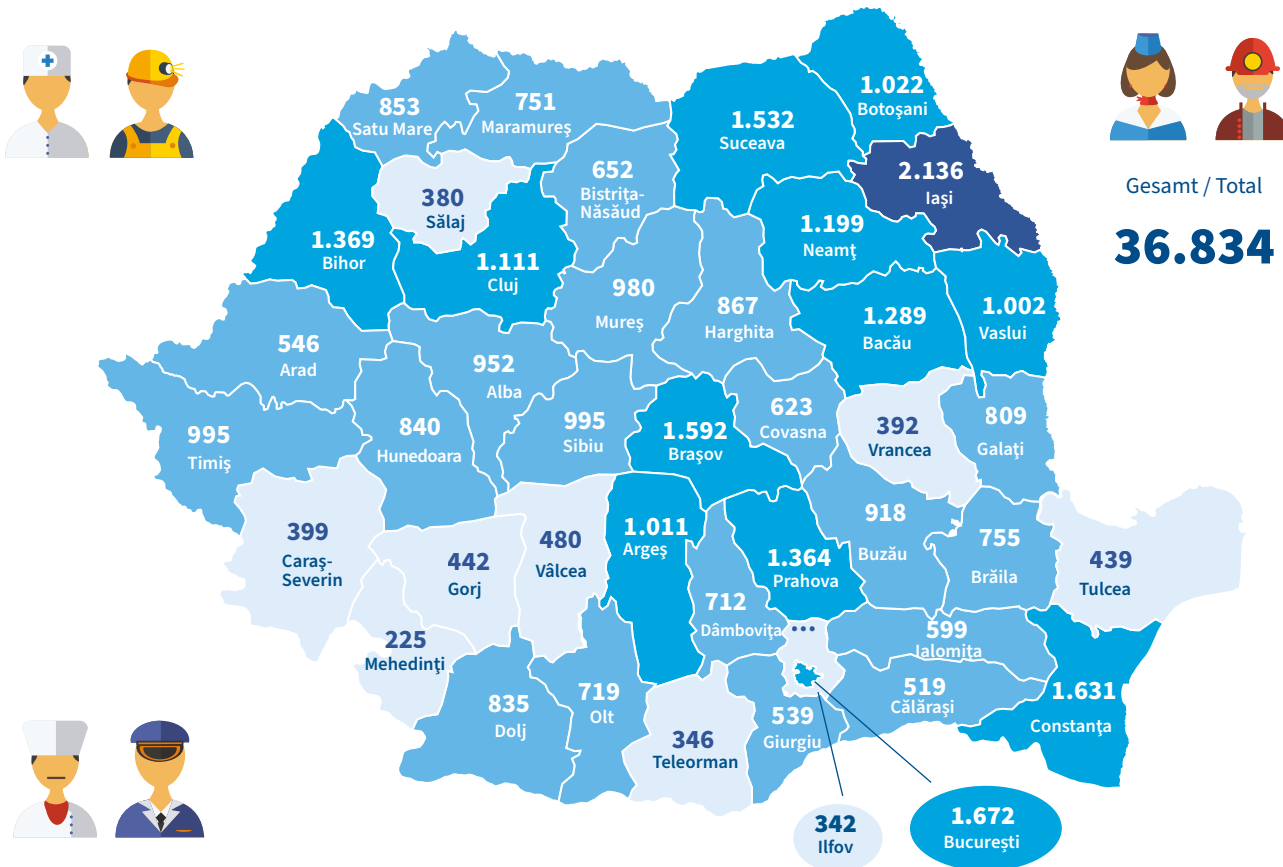 853
Satu Mare
751
Maramureş
1.532
Suceava
1.022
Botoşani
2.136
Iaşi
Gesamt / Total
36.834
380
Sălaj
652
Bistriţa-
Năsăud
1.199
Neamţ
1.369
Bihor
1.111
Cluj
980
Mureş
867
Harghita
1.289
Bacău
1.002
Vaslui
546
Arad
952
Alba
995
Timiş
840
Hunedoara
995
Sibiu
1.592
Braşov
623
Covasna
392
Vrancea
809
Galaţi
399
Caraş-
Severin
442
Gorj
480
Vâlcea
1.011
Argeş
1.364
Prahova
918
Buzău
755
Brăila
439
Tulcea
225
Mehedinţi
712
Dâmboviţa
•••
599
Ialomiţa
835
Dolj
719
Olt
346
Teleorman
539
Giurgiu
519
Călăraşi
1.631
Constanţa
342
Ilfov
1.672
Bucureşti